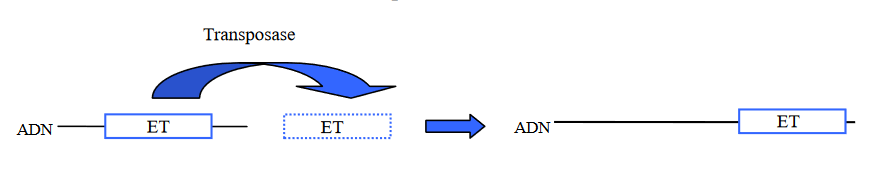 Transposase
ADN ET ET ADN ET